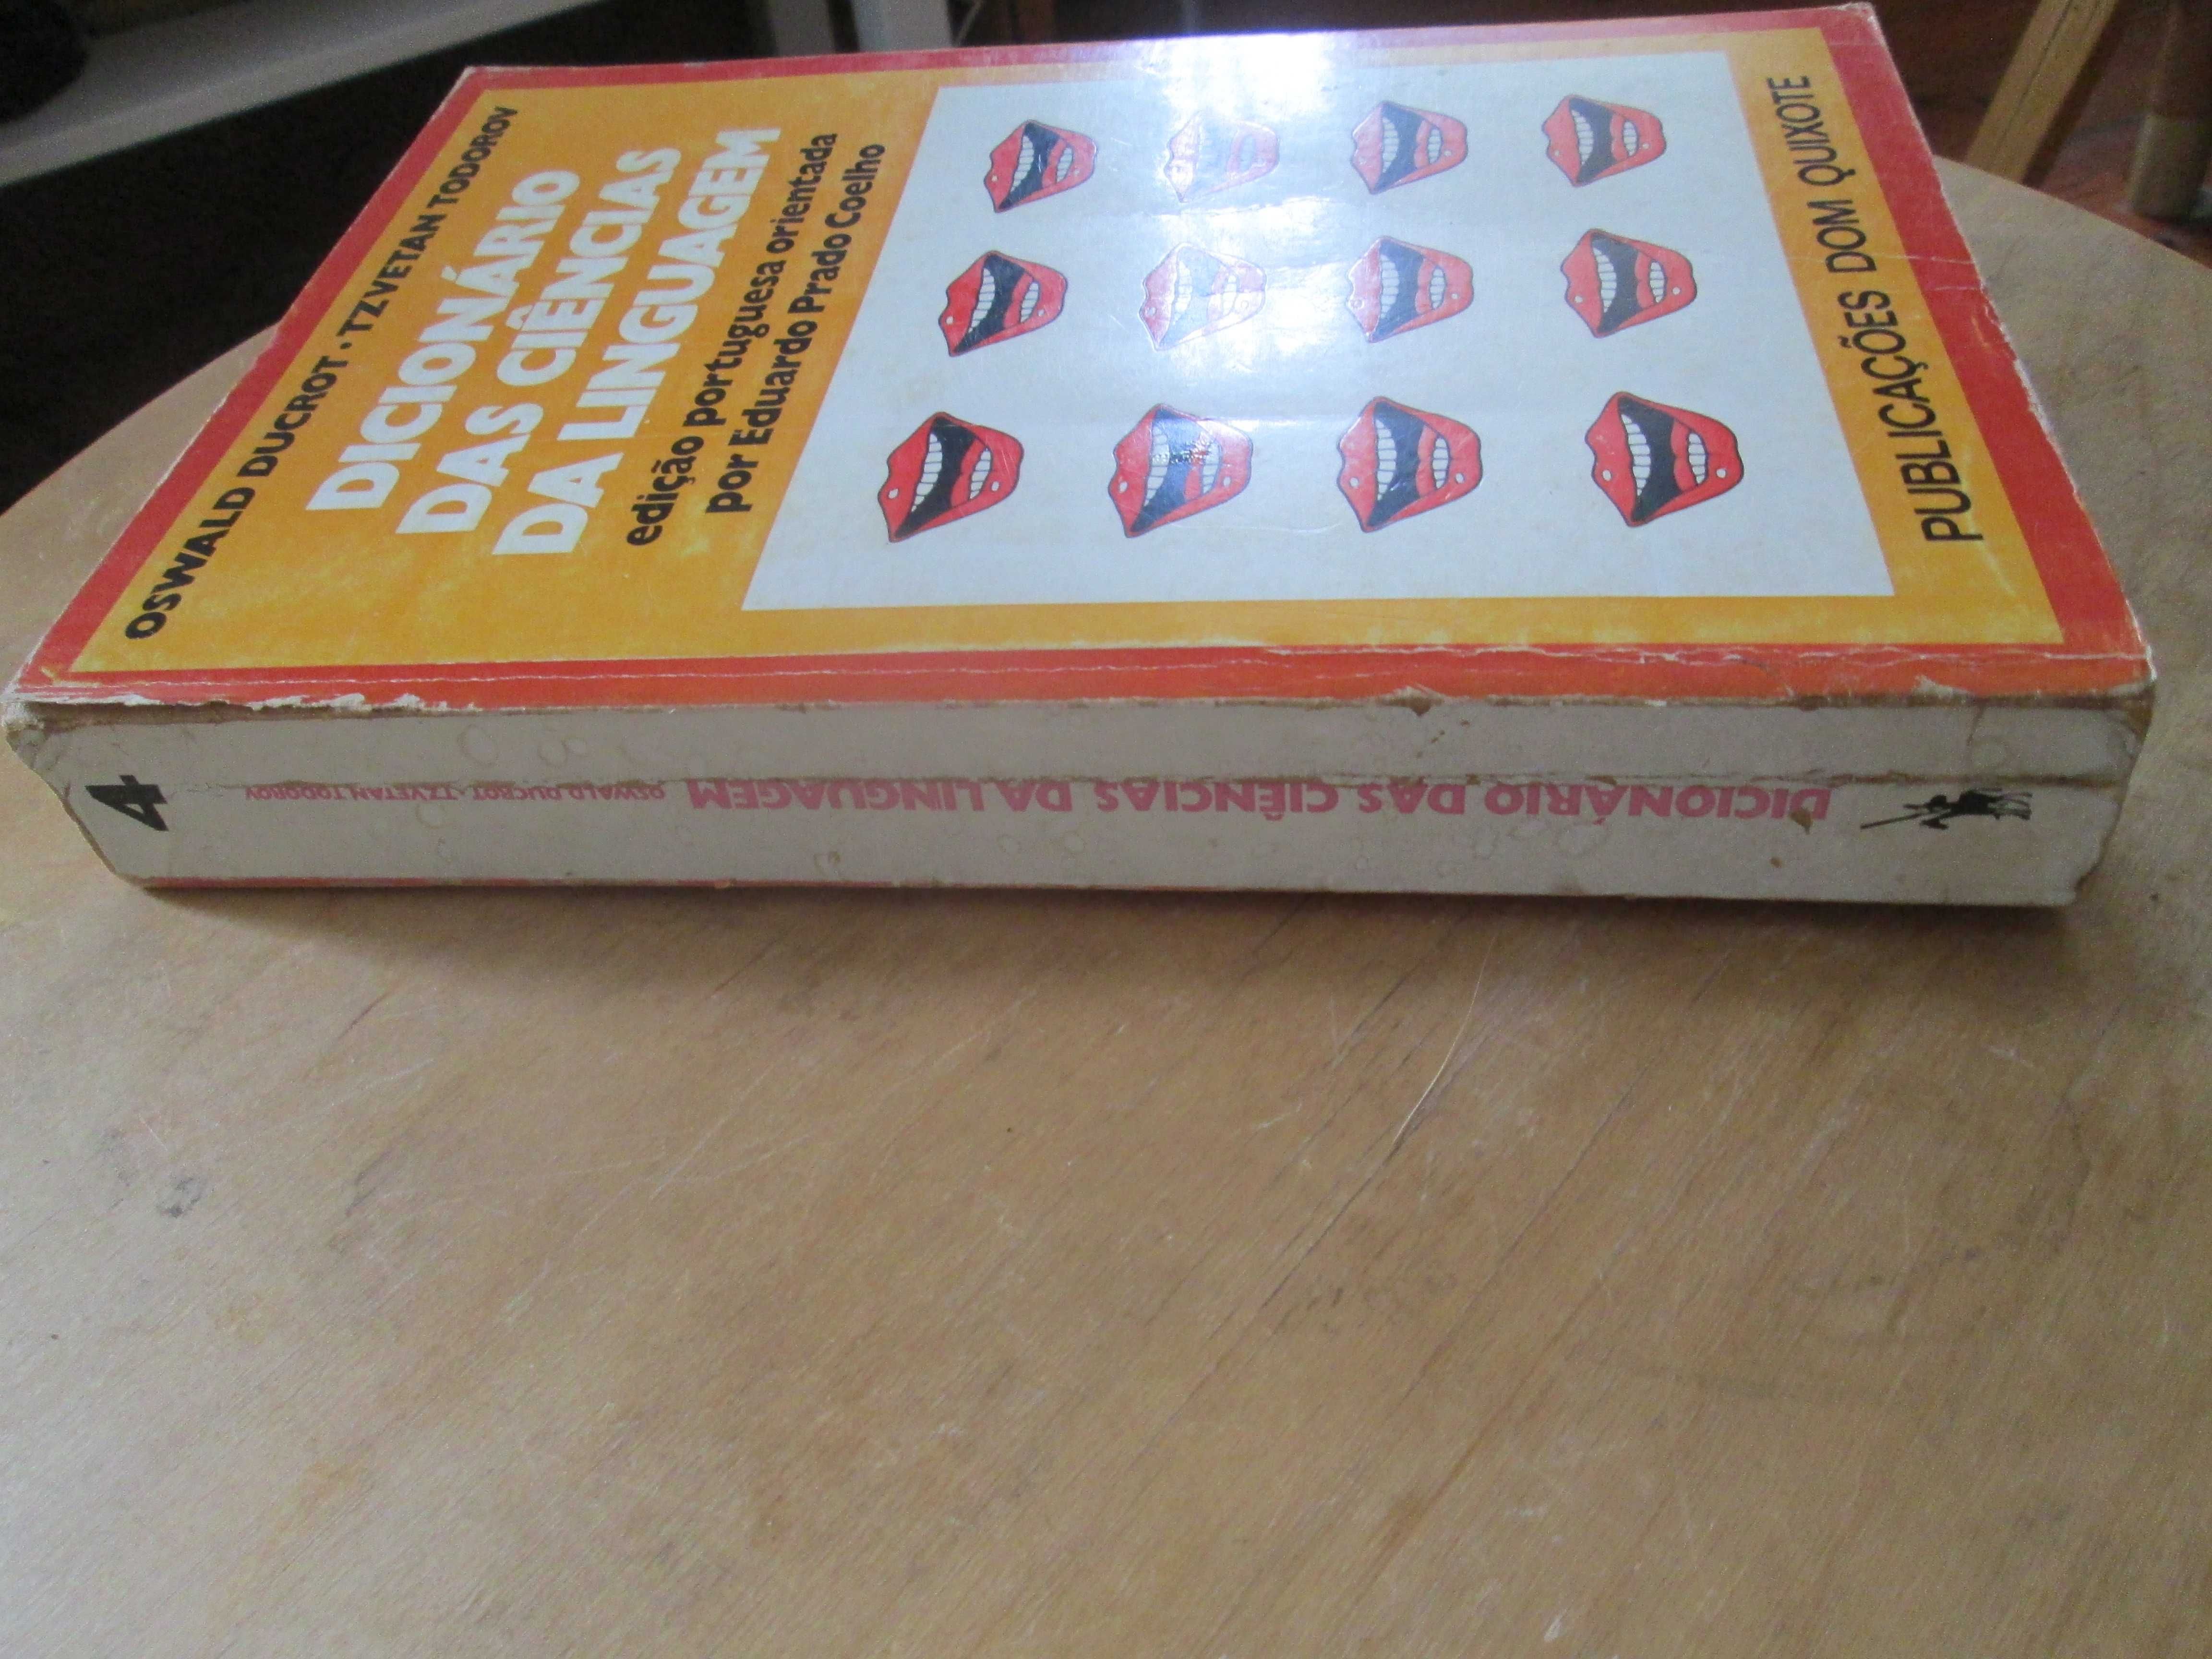 OSWALD DUCROT · TZVETAN TODOROV
DICIONÁRIO
DAS CIÊNCIAS
DA LINGUAGEM
edição portuguesa orientada
por Eduardo Prado Coelho
PUBLICAÇÕES DOM QUIXOTE
DICIONÁRIO DAS CIÊNCIAS DA LINGUAGEM OSWALD DUCROT · TZVETAN TODOROV
4